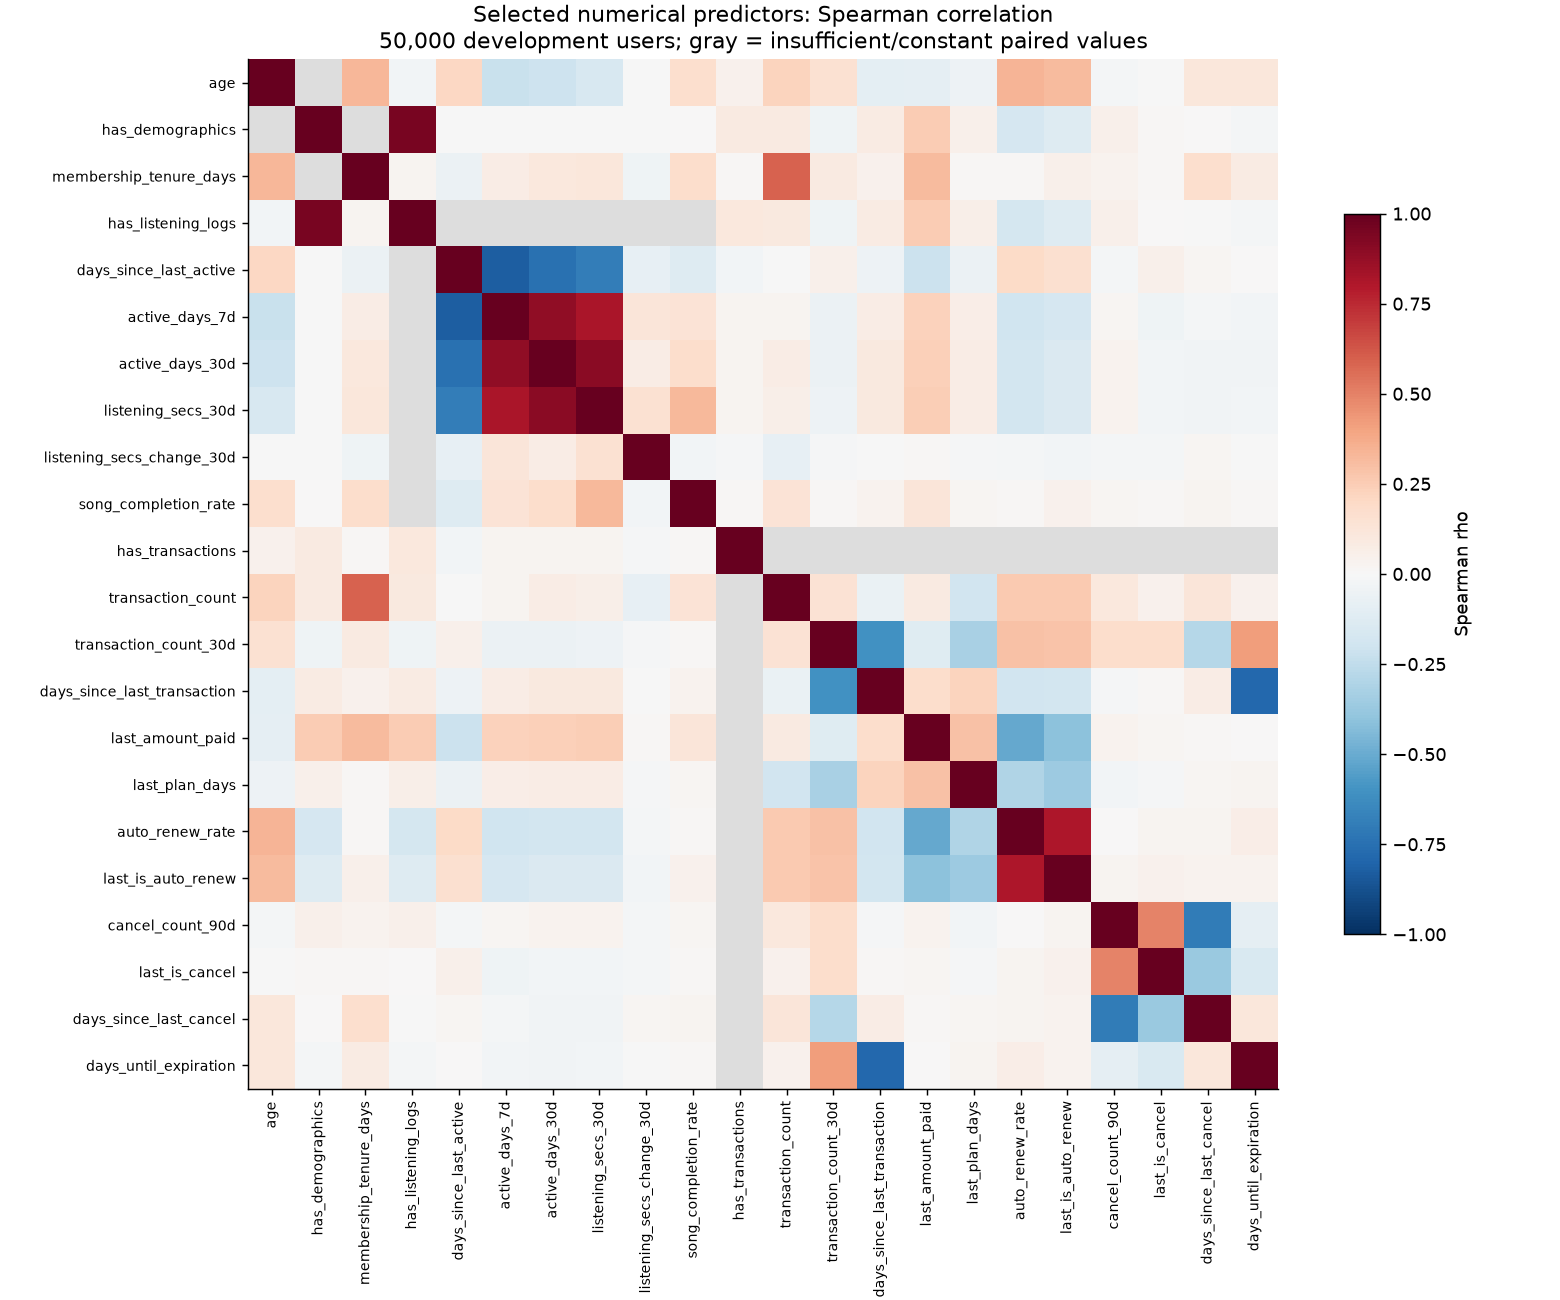 Selected numerical predictors: Spearman correlation
50,000 development users; gray = insufficient/constant paired values
age
has_demographics
membership_tenure_days
has_listening_logs
days_since_last_active
active_days_7d
active_days_30d
listening_secs_30d
listening_secs_change_30d
song_completion_rate
has_transactions
transaction_count
transaction_count_30d
days_since_last_transaction
last_amount_paid
last_plan_days
auto_renew_rate
last_is_auto_renew
cancel_count_90d
last_is_cancel
days_since_last_cancel
days_until_expiration
age
has_demographics
membership_tenure_days
has_listening_logs
days_since_last_active
active_days_7d
active_days_30d
listening_secs_30d
listening_secs_change_30d
song_completion_rate
has_transactions
transaction_count
transaction_count_30d
days_since_last_transaction
last_amount_paid
last_plan_days
auto_renew_rate
last_is_auto_renew
cancel_count_90d
last_is_cancel
days_since_last_cancel
days_until_expiration
1.00
0.75
0.50
0.25
0.00
−0.25
−0.50
−0.75
−1.00
Spearman rho